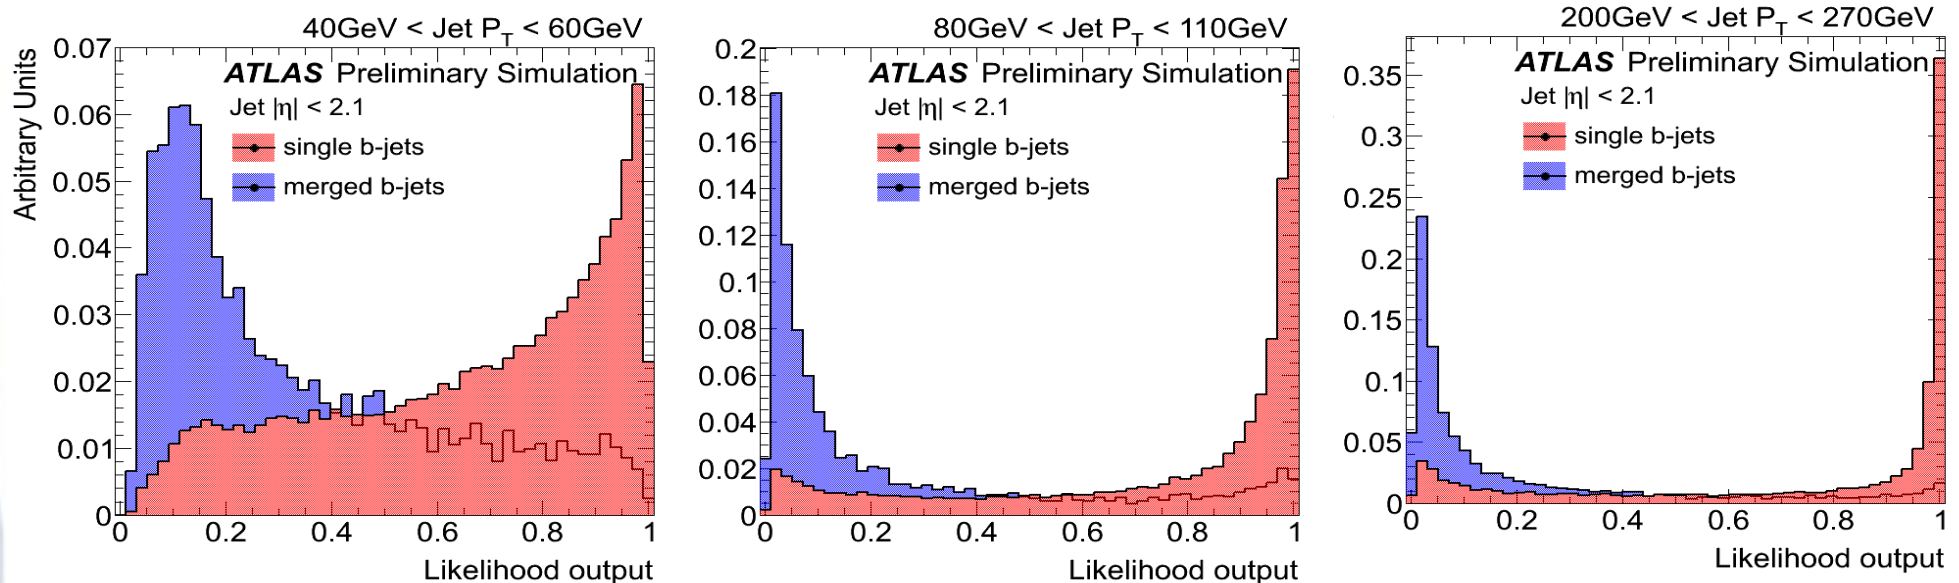 40GeV < Jet PT < 60GeV
Arbitrary Units
0.07
0.06
0.05
0.04
0.03
0.02
0.01
0
ATLAS Preliminary Simulation
Jet |η| < 2.1
single b-jets
merged b-jets
0 0.2 0.4 0.6 0.8 1
Likelihood output
80GeV < Jet PT < 110GeV
0.2
0.18
0.16
0.14
0.12
0.1
0.08
0.06
0.04
0.02
0
ATLAS Preliminary Simulation
Jet |η| < 2.1
single b-jets
merged b-jets
0 0.2 0.4 0.6 0.8 1
Likelihood output
200GeV < Jet PT < 270GeV
0.35
0.3
0.25
0.2
0.15
0.1
0.05
0
ATLAS Preliminary Simulation
Jet |η| < 2.1
single b-jets
merged b-jets
0 0.2 0.4 0.6 0.8 1
Likelihood output